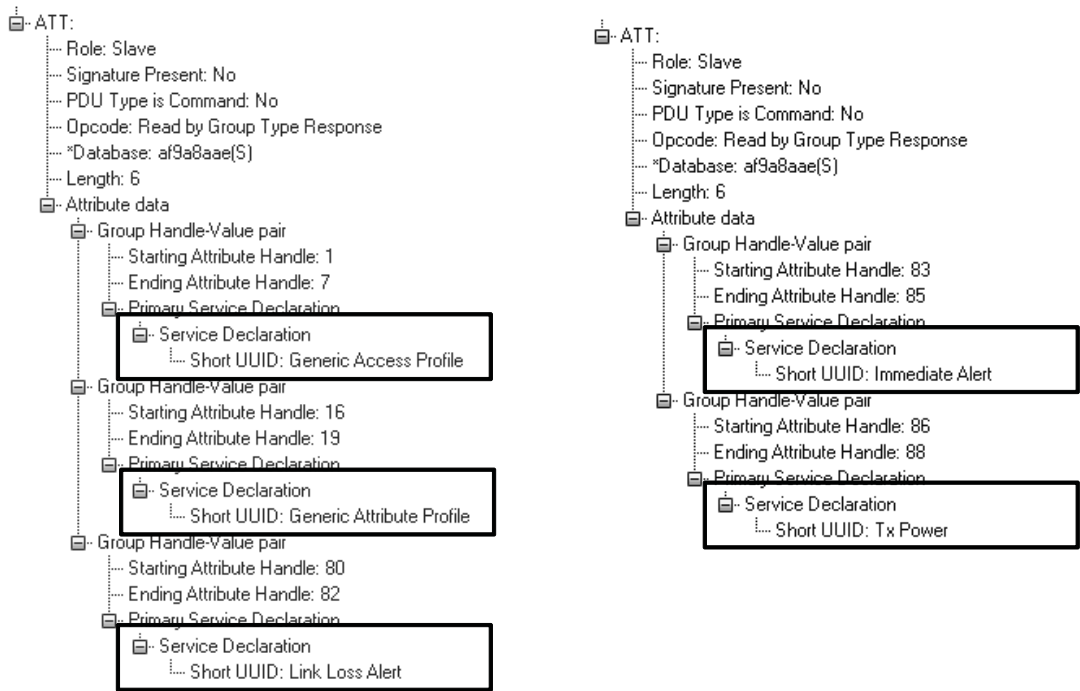 ATT:
Role: Slave
Signature Present: No
PDU Type is Command: No
Opcode: Read by Group Type Response
*Database: af9a8aae(S)
Length: 6
Attribute data
Group Handle-Value pair
Starting Attribute Handle: 1
Ending Attribute Handle: 7
Primary Service Declaration
Service Declaration
Short UUID: Generic Access Profile
Group Handle-Value pair
Starting Attribute Handle: 16
Ending Attribute Handle: 19
Primary Service Declaration
Service Declaration
Short UUID: Generic Attribute Profile
Group Handle-Value pair
Starting Attribute Handle: 80
Ending Attribute Handle: 82
Primary Service Declaration
Service Declaration
Short UUID: Link Loss Alert
ATT:
Role: Slave
Signature Present: No
PDU Type is Command: No
Opcode: Read by Group Type Response
*Database: af9a8aae(S)
Length: 6
Attribute data
Group Handle-Value pair
Starting Attribute Handle: 83
Ending Attribute Handle: 85
Primary Service Declaration
Service Declaration
Short UUID: Immediate Alert
Group Handle-Value pair
Starting Attribute Handle: 86
Ending Attribute Handle: 88
Primary Service Declaration
Service Declaration
Short UUID: Tx Power